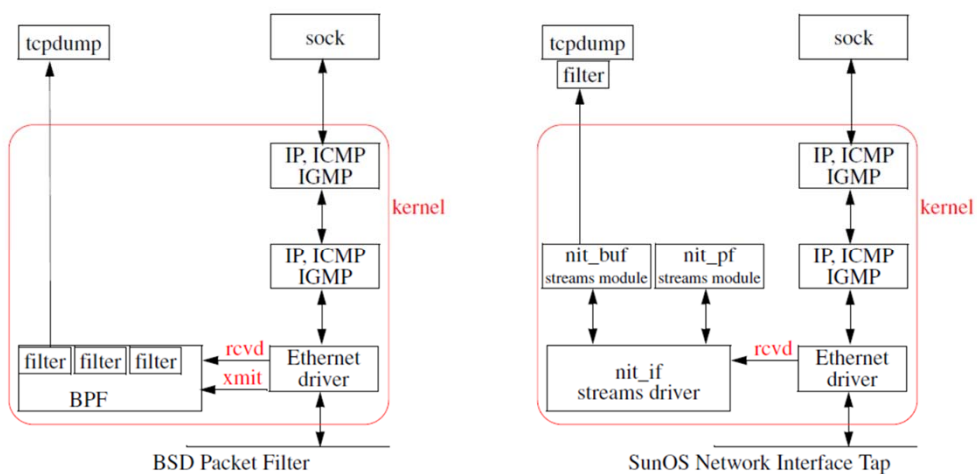 tcpdump
sock
IP, ICMP
IGMP
kernel
IP, ICMP
IGMP
filter
filter
filter
BPF
rcvd
xmit
Ethernet
driver
BSD Packet Filter
tcpdump
filter
sock
IP, ICMP
IGMP
kernel
nit_buf
streams module
nit_pf
streams module
IP, ICMP
IGMP
nit_if
streams driver
rcvd
Ethernet
driver
SunOS Network Interface Tap